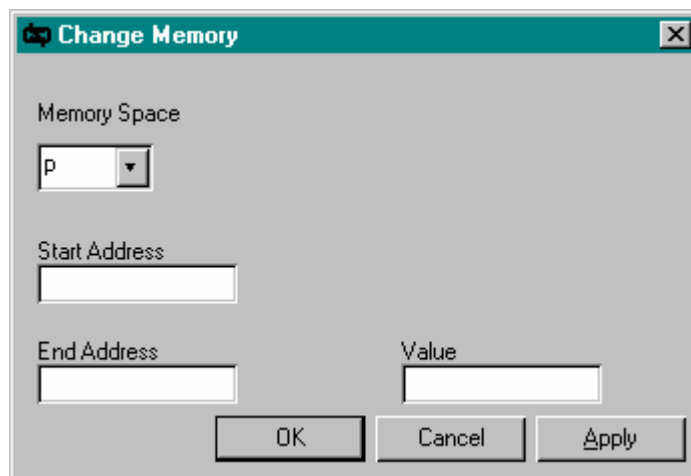 Change Memory
Memory Space
p
Start Address
End Address
Value
OK
Cancel
Apply